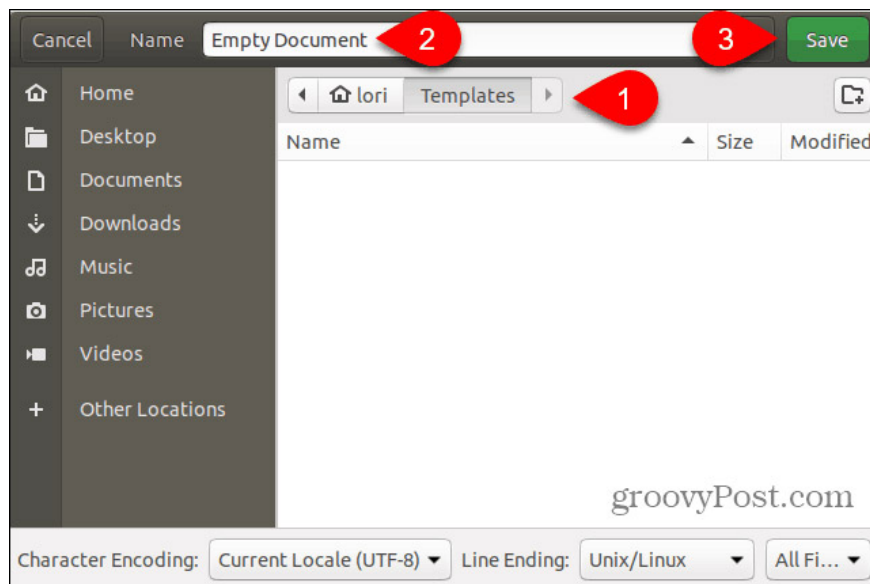 Cancel Name Empty Document 2 3 Save
Home
lori Templates 1
Desktop
Name Size Modified
Documents
Downloads
Music
Pictures
Videos
Other Locations
groovyPost.com
Character Encoding: Current Locale (UTF-8) Line Ending: Unix/Linux All Fi...